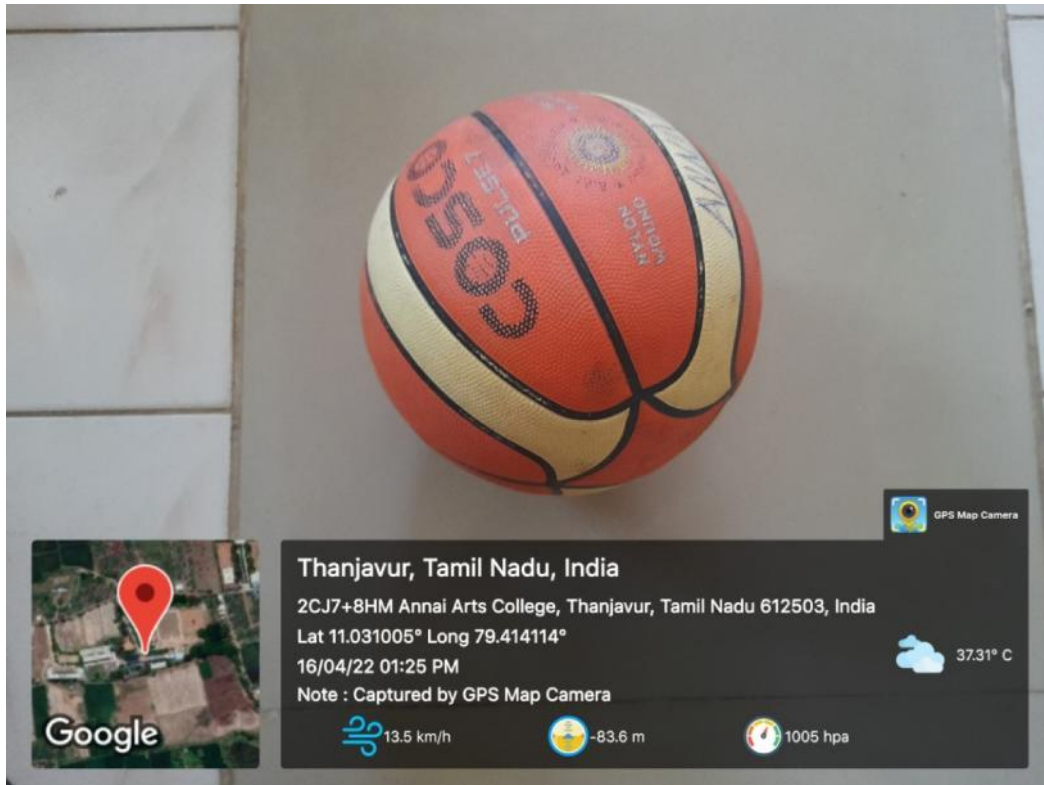 COSCO
PULSE 7
NYLON
WOUND
GPS Map Camera
Thanjavur, Tamil Nadu, India
2CJ7+8HM Annai Arts College, Thanjavur, Tamil Nadu 612503, India
Lat 11.031005° Long 79.414114°
16/04/22 01:25 PM
Note : Captured by GPS Map Camera
37.31° C
Google
13.5 km/h
-83.6 m
1005 hpa